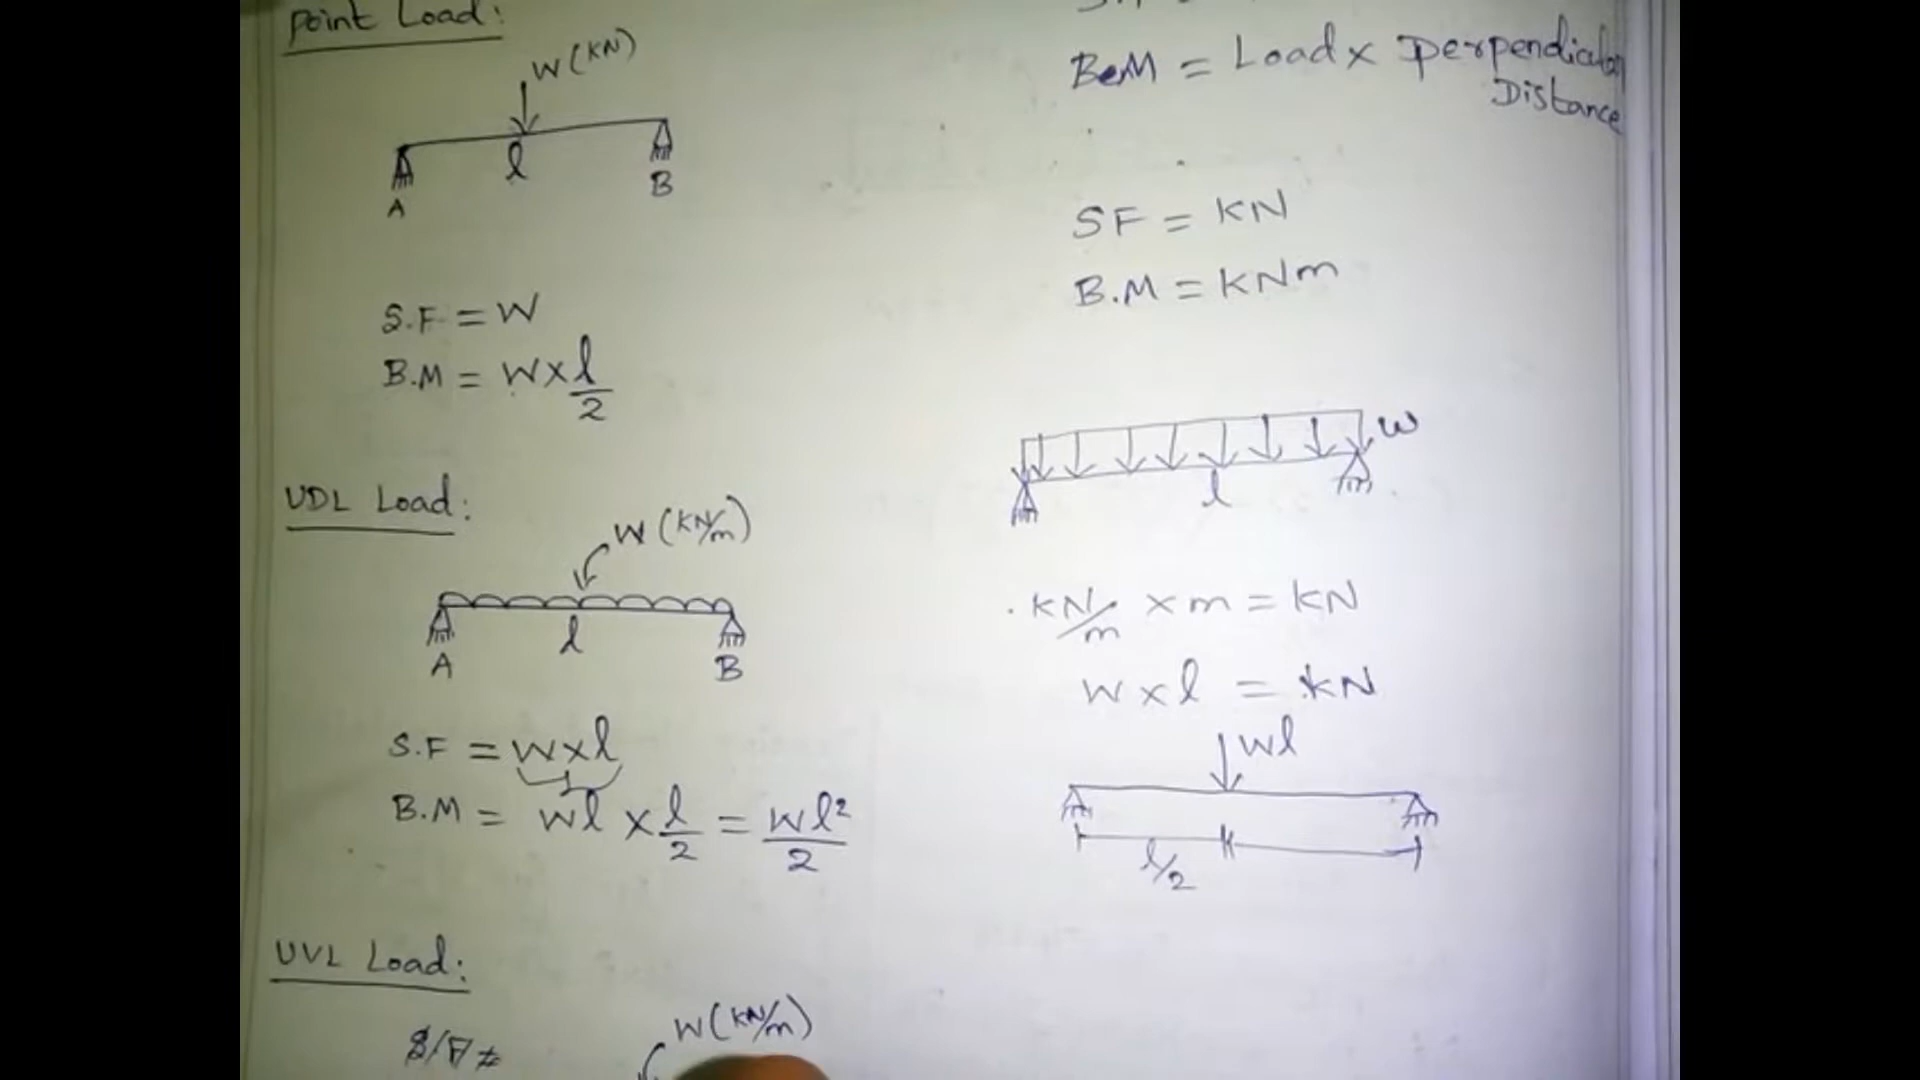 Point Load:
W (KN)
l
A
B
S.F = W
B.M = W x l/2
UDL Load:
W (KN/m)
l
A
B
S.F = W x l
B.M = Wl x l/2 = Wl²/2
UVL Load:
W (KN/m)
BeM = Load x Perpendicular
Distance
SF = KN
B.M = KNm
w
l
KN/m x m = KN
W x l = KN
Wl
l/2